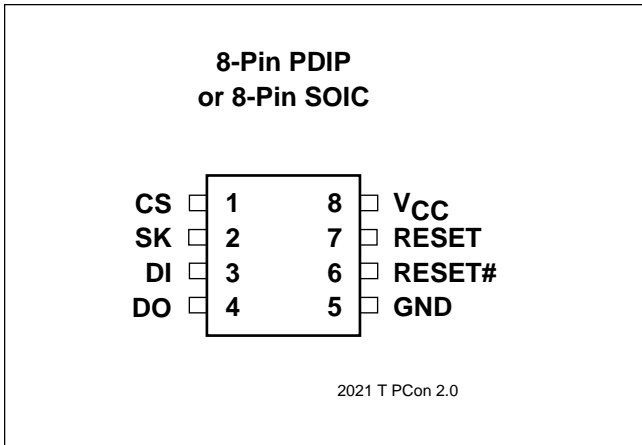 8-Pin PDIP
or 8-Pin SOIC
CS 1 8 VCC
SK 2 7 RESET
DI 3 6 RESET#
DO 4 5 GND
2021 T PCon 2.0